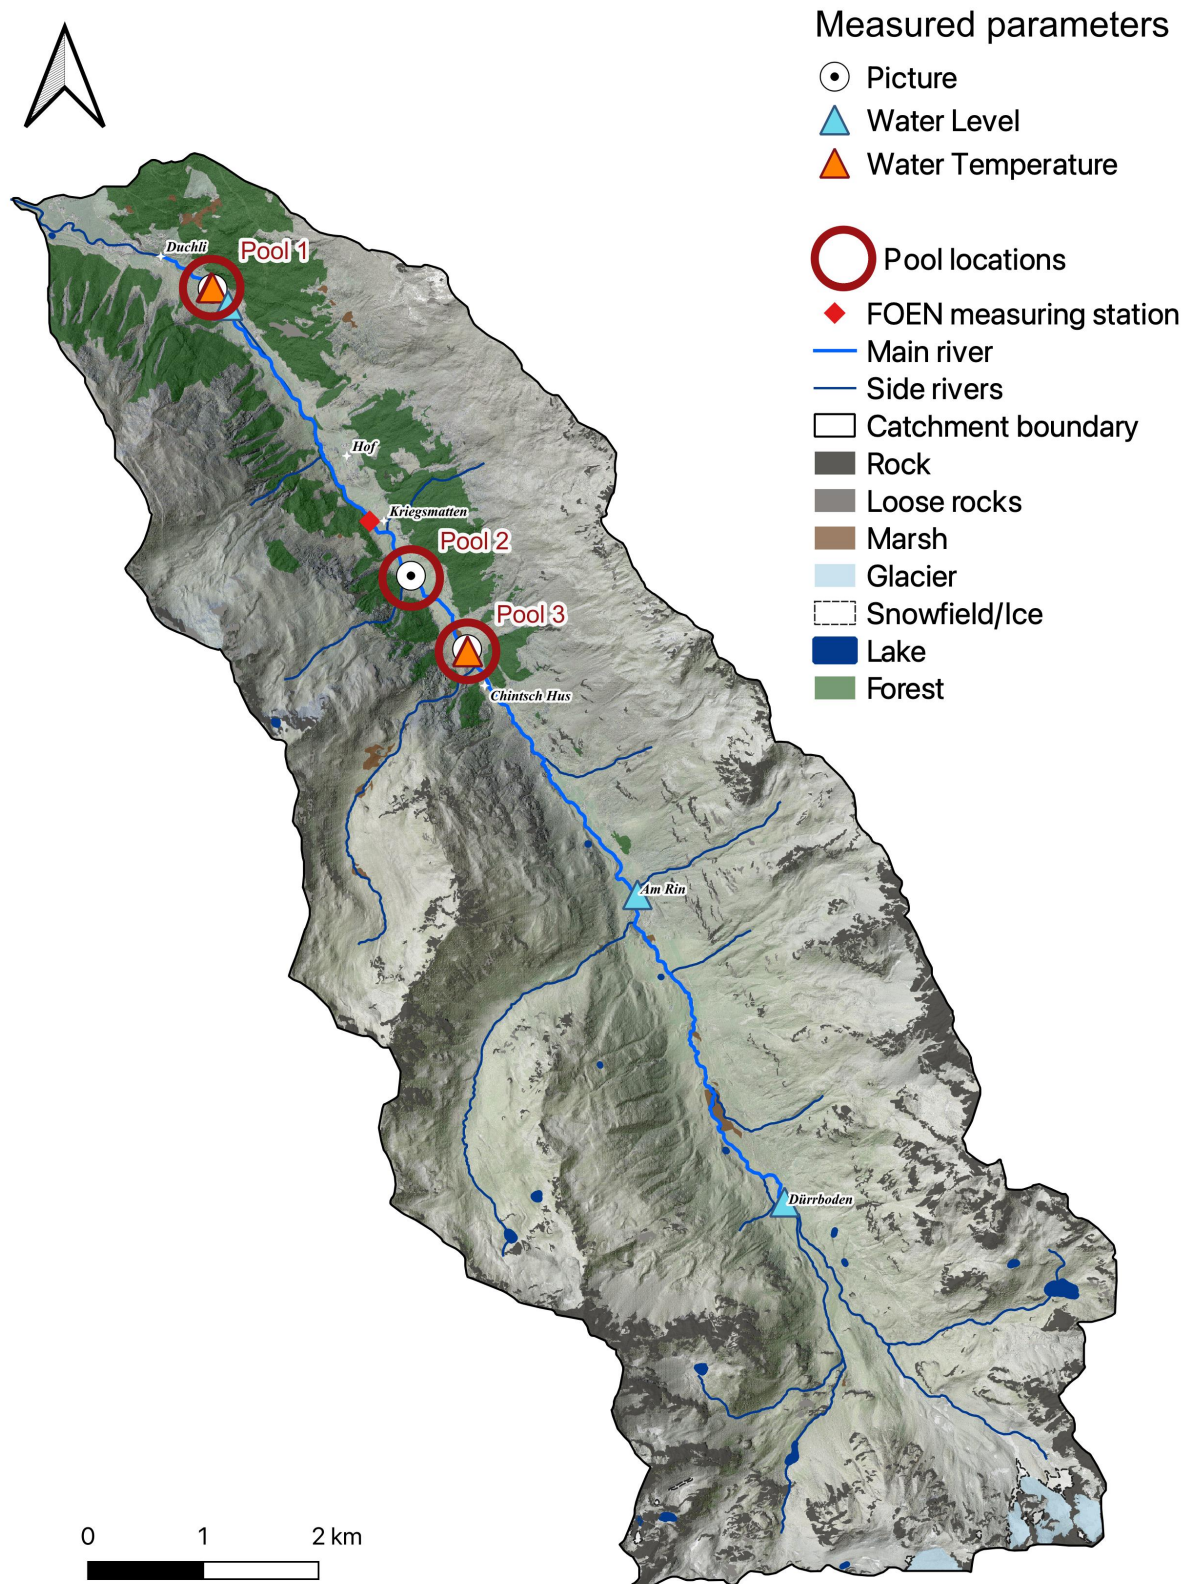 Measured parameters
Picture
Water Level
Water Temperature
Pool locations
FOEN measuring station
Main river
Side rivers
Catchment boundary
Rock
Loose rocks
Marsh
Glacier
Snowfield/Ice
Lake
Forest
Duchli
Pool 1
Hof
Kriegsmatten
Pool 2
Pool 3
Chintsch Hus
Am Rin
Dürrboden
0 1 2 km